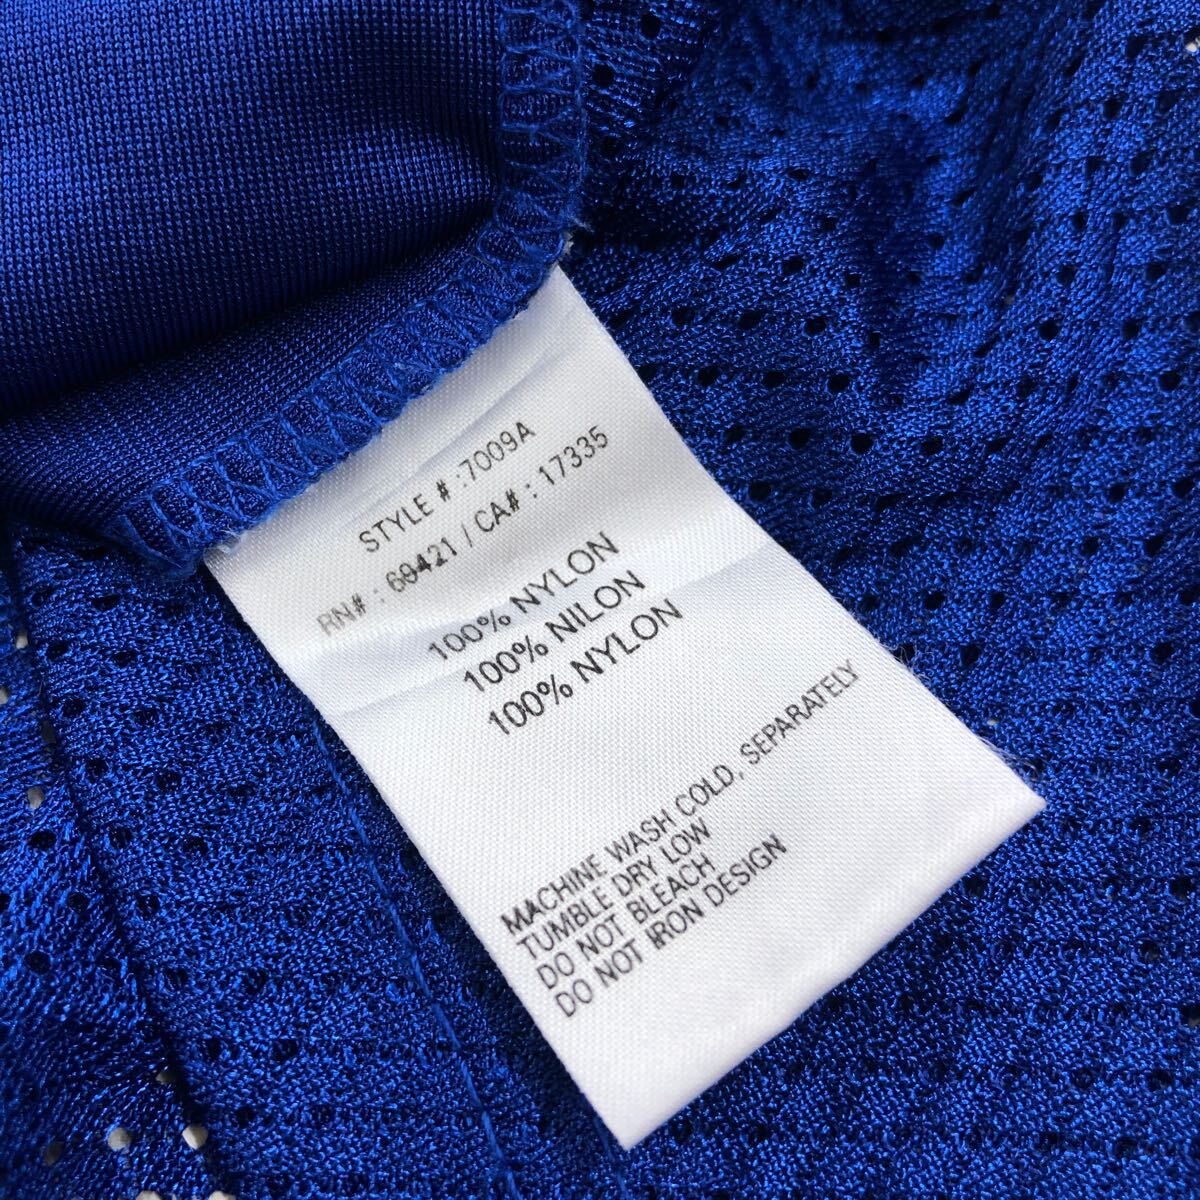 STYLE # :7009A
RN# : 69421 / CA# : 17335
100% NYLON
100% NILON
100% NYLON
MACHINE WASH COLD, SEPARATELY
TUMBLE DRY LOW
DO NOT BLEACH
DO NOT IRON DESIGN